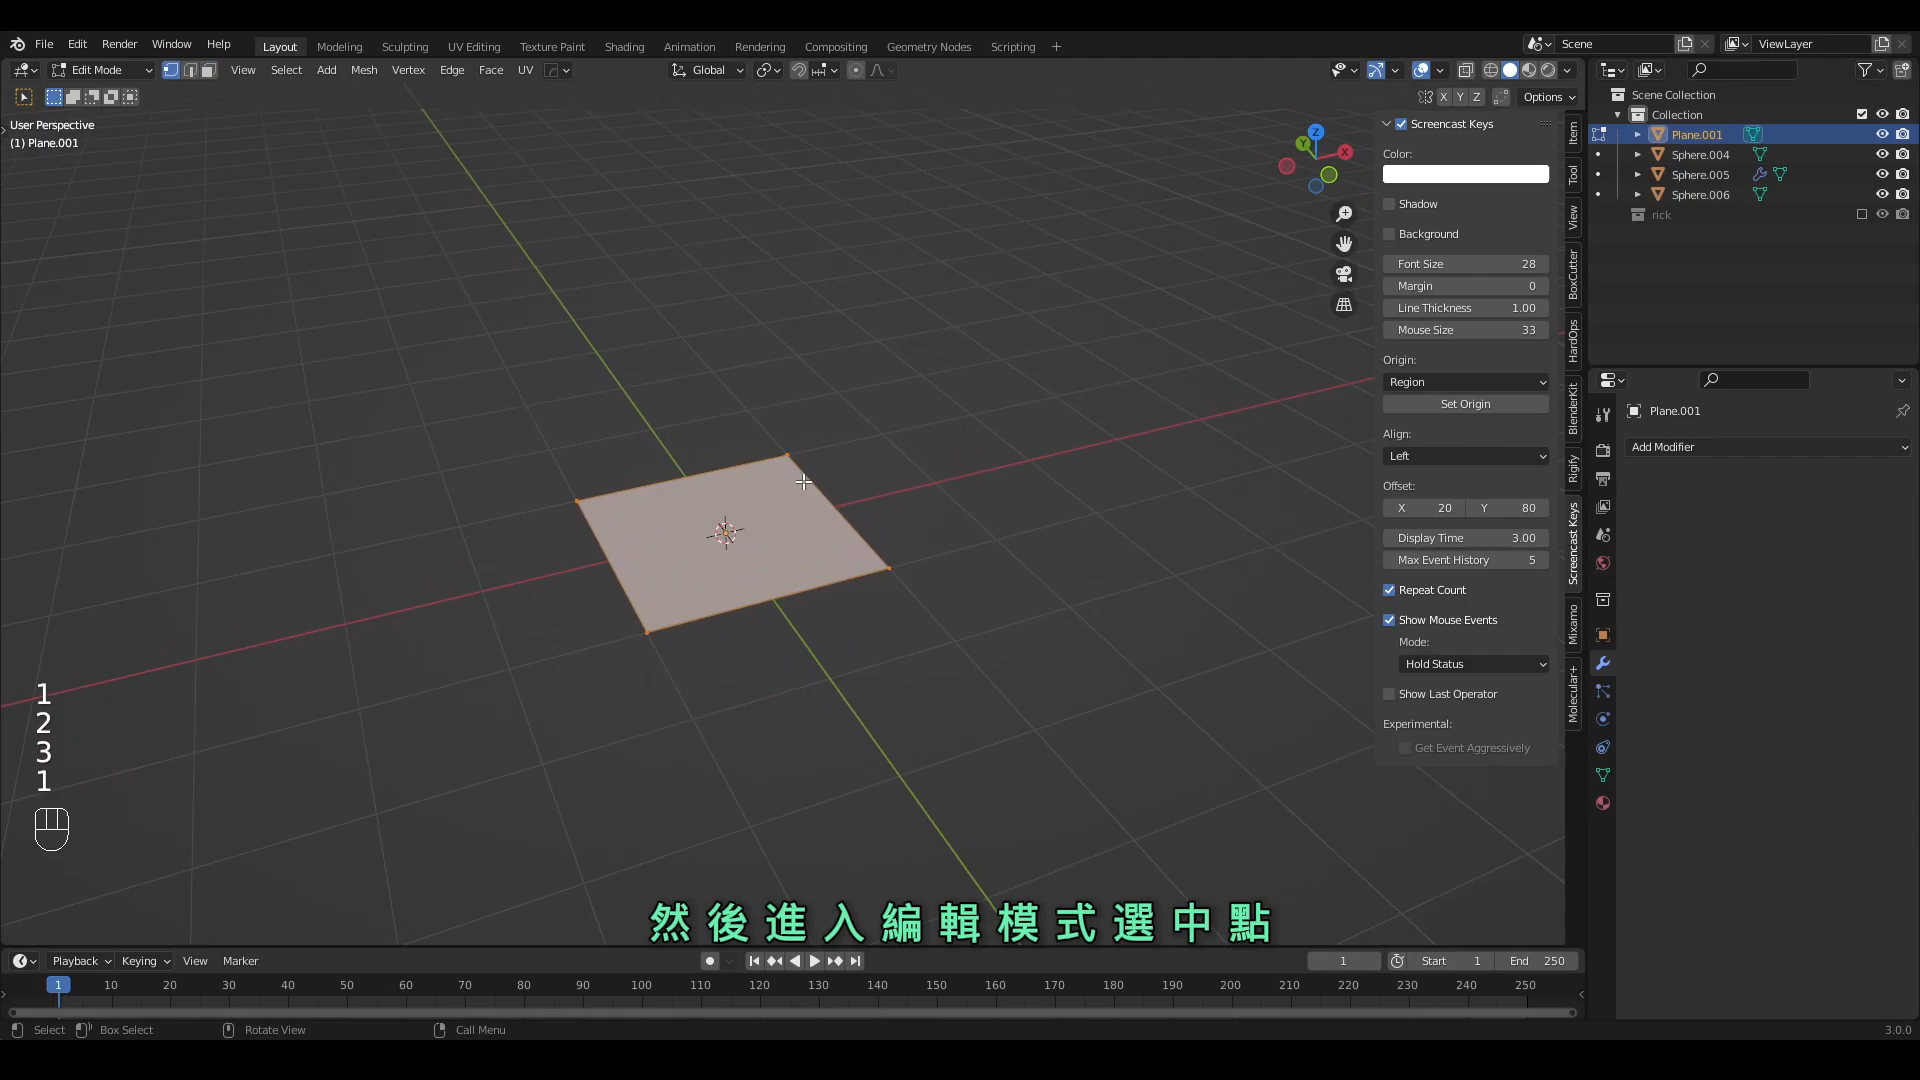 File Edit Render Window Help Layout Modeling Sculpting UV Editing Texture Paint Shading Animation Rendering Compositing Geometry Nodes Scripting + Scene ViewLayer
Edit Mode View Select Add Mesh Vertex Edge Face UV Global
X Y Z Options
User Perspective
(1) Plane.001
Z
Y
X
Screencast Keys
Color:
Shadow
Background
Font Size 28
Margin 0
Line Thickness 1.00
Mouse Size 33
Origin:
Region
Set Origin
Align:
Left
Offset:
X 20 Y 80
Display Time 3.00
Max Event History 5
Repeat Count
Show Mouse Events
Mode:
Hold Status
Show Last Operator
Experimental:
Get Event Aggressively
Item
Tool
View
BoxCutter
HardOps
BlenderKit
Rigify
Screencast Keys
Mixamo
Molecular+
Scene Collection
Collection
Plane.001
Sphere.004
Sphere.005
Sphere.006
rick
Plane.001
Add Modifier
1
2
3
1
然後進入編輯模式選中點
Playback Keying View Marker 1 Start 1 End 250
1 10 20 30 40 50 60 70 80 90 100 110 120 130 140 150 160 170 180 190 200 210 220 230 240 250
Select Box Select Rotate View Call Menu 3.0.0